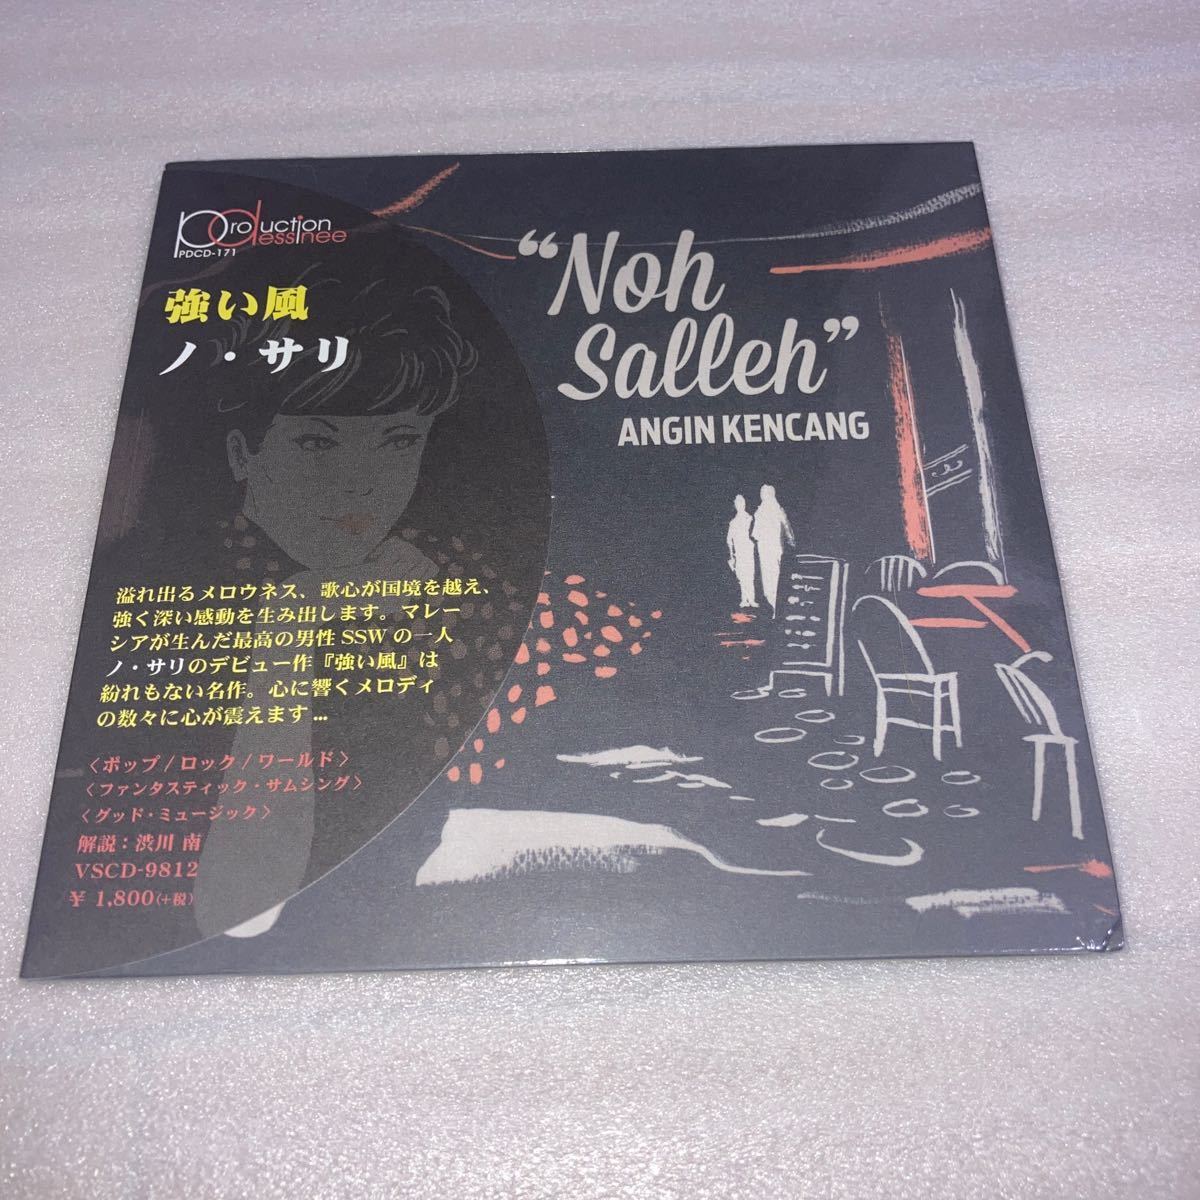 production
dessinee
PDCD-171
強い風
ノ・サリ
“Noh
Salleh”
ANGIN KENCANG
溢れ出るメロウネス、歌心が国境を越え、
強く深い感動を生み出します。マレー
シアが生んだ最高の男性 SSW の一人
ノ・サリのデビュー作『強い風』は
紛れもない名作。心に響くメロディ
の数々に心が震えます...
〈ポップ/ロック/ワールド〉
〈ファンタスティック・サムシング〉
〈グッド・ミュージック〉
解説:渋川 南
VSCD-9812
¥ 1,800(+税)